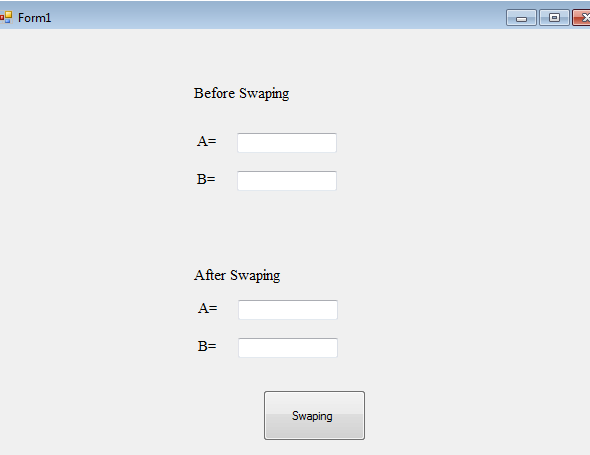 Form1
Before Swaping
A=
B=
After Swaping
A=
B=
Swaping